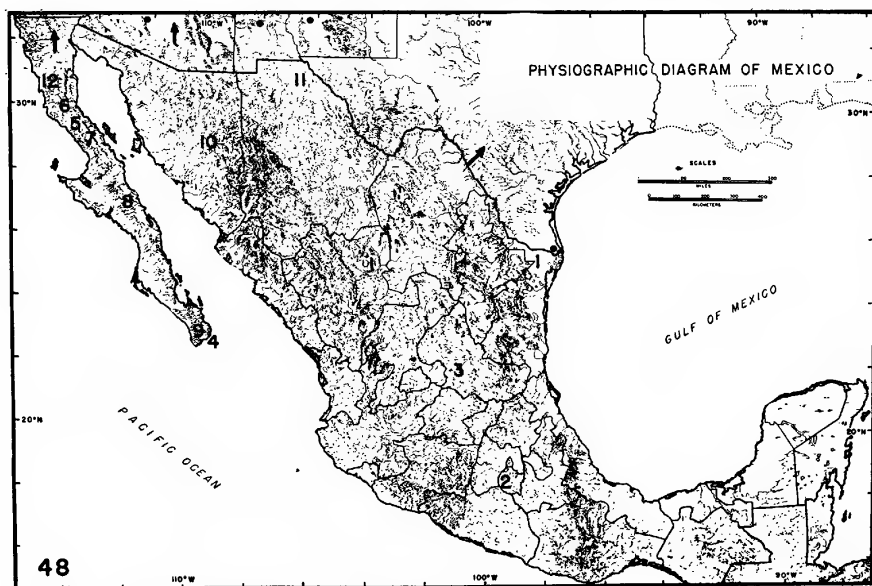 110°W
100°W
90°W
PHYSIOGRAPHIC DIAGRAM OF MEXICO
12
11
30°N
30°N
6
5
7
10
SCALES
MILES
KILOMETERS
8
1
GULF OF MEXICO
9
4
3
PACIFIC OCEAN
20°N
20°N
2
48
110°W
100°W
90°W